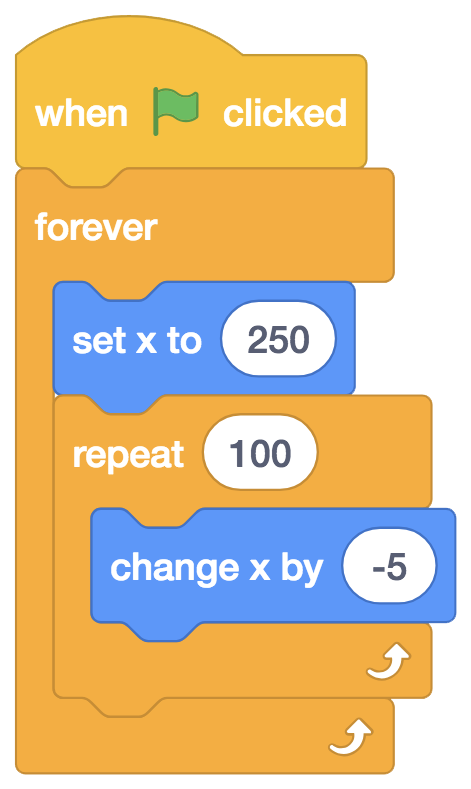 when clicked
forever
set x to 250
repeat 100
change x by -5